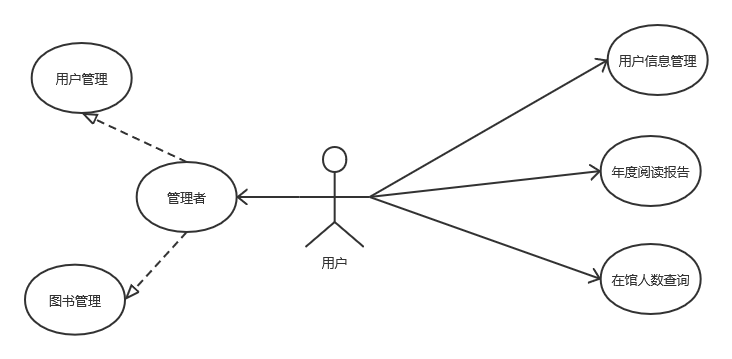 用户信息管理
用户管理
年度阅读报告
管理者
用户
在馆人数查询
图书管理